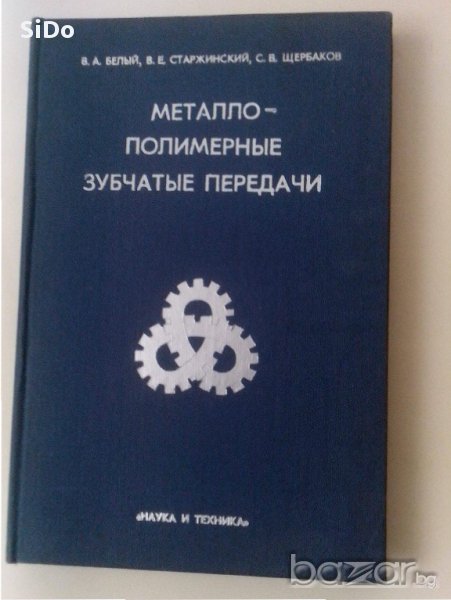 SiDo
В. А. БЕЛЫЙ, В. Е. СТАРЖИНСКИЙ, С. В. ЩЕРБАКОВ
МЕТАЛЛО-
ПОЛИМЕРНЫЕ
ЗУБЧАТЫЕ ПЕРЕДАЧИ
«НАУКА И ТЕХНИКА»
bazar.bg